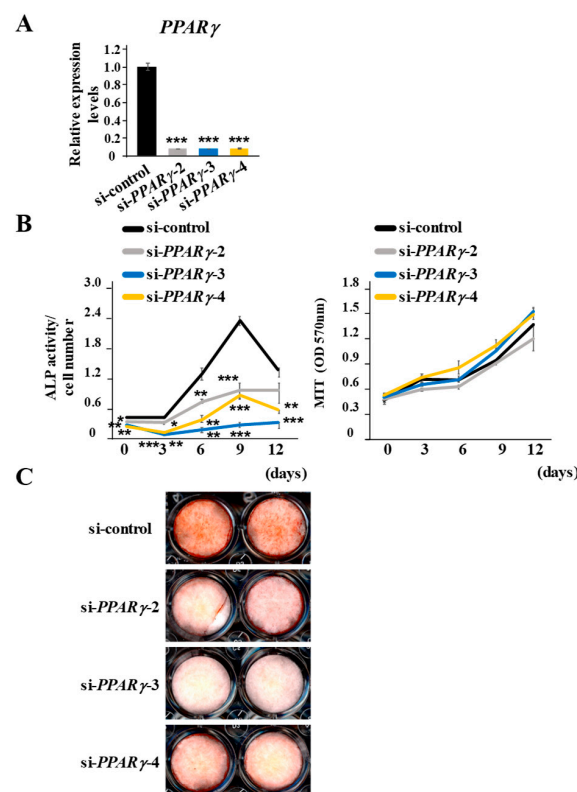 A
PPARγ
Relative expression
levels
1.2
1.0
0.8
0.6
0.4
0.2
0
*** *** ***
si-control
si-PPARγ-2
si-PPARγ-3
si-PPARγ-4
B
si-control
si-PPARγ-2
si-PPARγ-3
si-PPARγ-4
ALP activity/
cell number
3.0
2.4
1.8
1.2
0.6
0
*
**
**
***
*
**
**
**
**
***
***
***
**
***
0 3 6 9 12
(days)
si-control
si-PPARγ-2
si-PPARγ-3
si-PPARγ-4
MIT (OD 570nm)
1.8
1.5
1.2
0.9
0.6
0.3
0
0 3 6 9 12
(days)
C
si-control
si-PPARγ-2
si-PPARγ-3
si-PPARγ-4